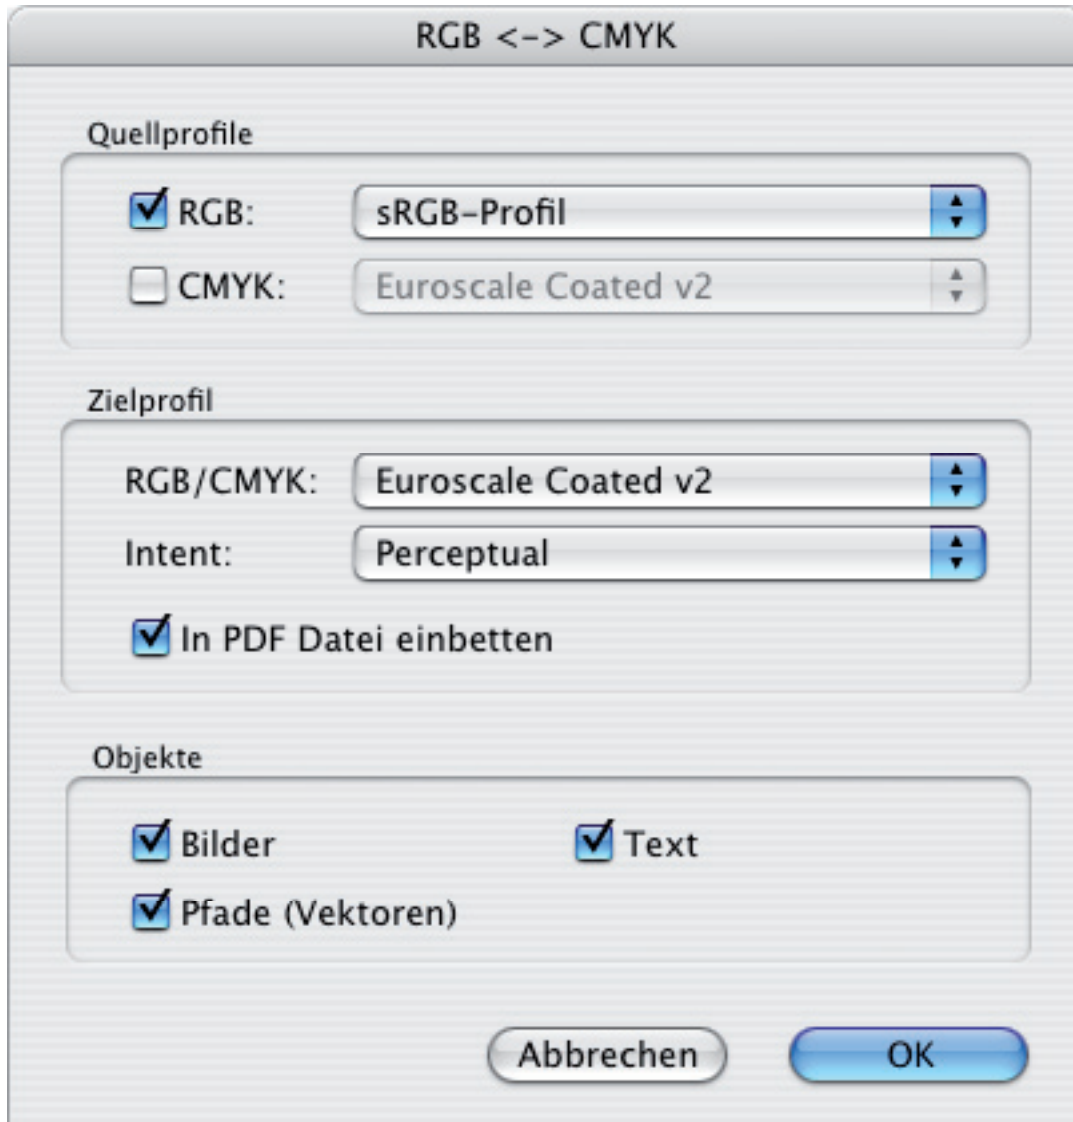 RGB <-> CMYK
Quellprofile
RGB: sRGB-Profil
CMYK: Euroscale Coated v2
Zielprofil
RGB/CMYK: Euroscale Coated v2
Intent: Perceptual
In PDF Datei einbetten
Objekte
Bilder Text
Pfade (Vektoren)
Abbrechen OK